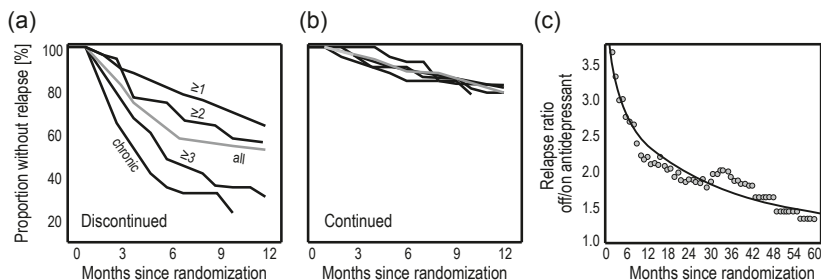 (a)
Proportion without relapse [%]
100
80
60
40
20
≥1
≥2
all
≥3
chronic
Discontinued
0 3 6 9 12
Months since randomization
(b)
Continued
0 3 6 9 12
Months since randomization
(c)
Relapse ratio
off/on antidepressant
3.5
3.0
2.5
2.0
1.5
1.0
0 6 12 18 24 30 36 42 48 54 60
Months since randomization